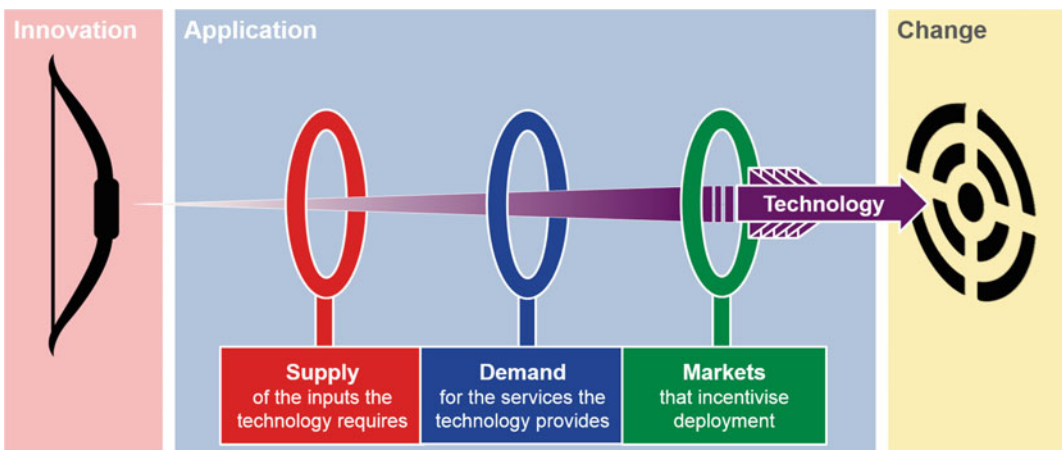 Innovation
Application
Change
Technology
Supply
of the inputs the
technology requires
Demand
for the services the
technology provides
Markets
that incentivise
deployment